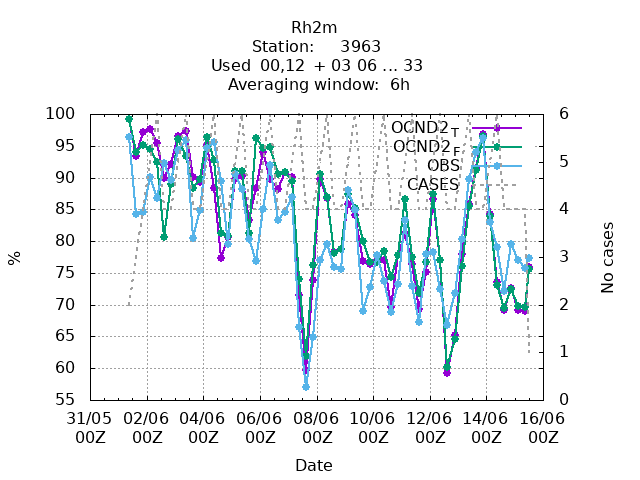 Rh2m
Station: 3963
Used 00,12 + 03 06 ... 33
Averaging window: 6h
100
95
90
85
80
75
70
65
60
55
%
6
5
4
3
2
1
0
No cases
OCND2 T
OCND2 F
OBS
CASES
31/05 02/06 04/06 06/06 08/06 10/06 12/06 14/06 16/06
00Z 00Z 00Z 00Z 00Z 00Z 00Z 00Z 00Z
Date